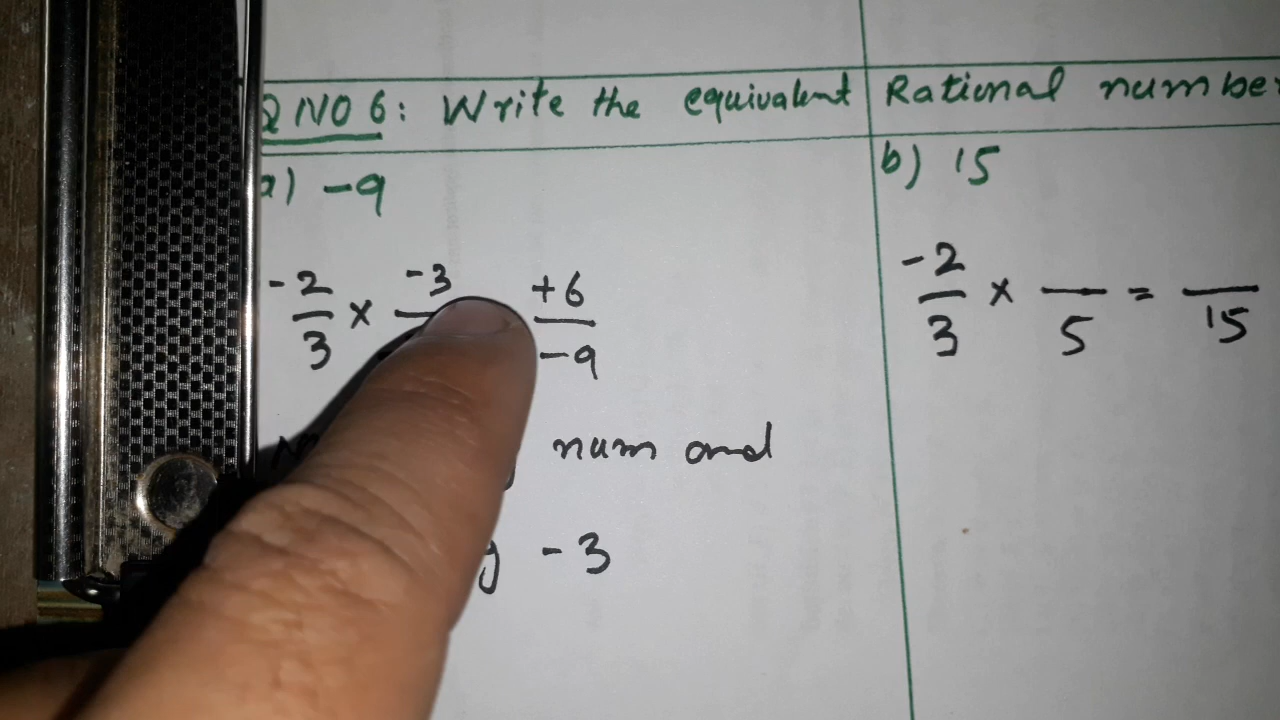 Q NO 6: Write the equivalent Rational number
a) -9
-2/3 × -3/ +6/-9
num and
y -3
b) 15
-2/3 × /5 = /15